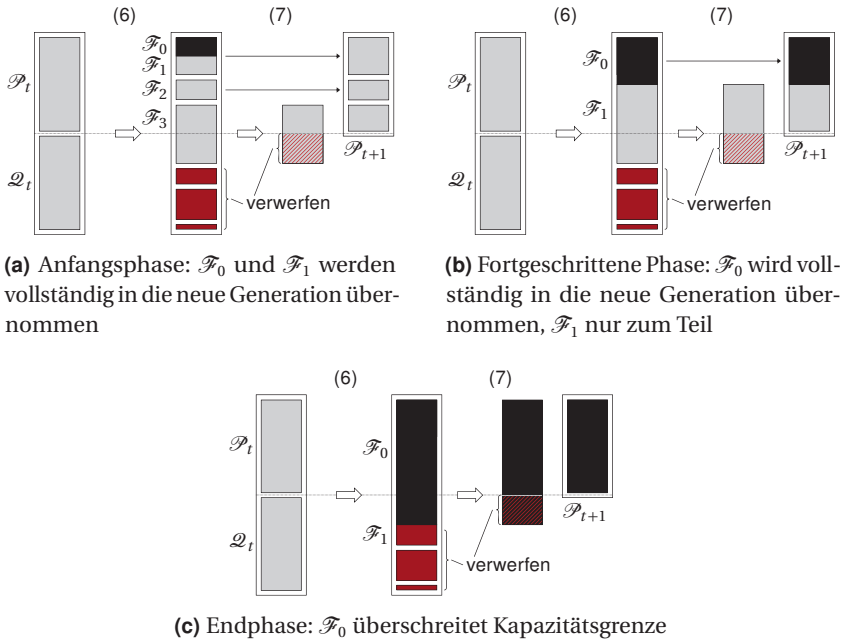 (6) (7)
𝓕0
𝓕1
𝓟t
𝓕2
𝓕3
𝓟t+1
𝓠t
verwerfen
(a) Anfangsphase: 𝓕0 und 𝓕1 werden
vollständig in die neue Generation über-
nommen
(6) (7)
𝓕0
𝓟t
𝓕1
𝓟t+1
𝓠t
verwerfen
(b) Fortgeschrittene Phase: 𝓕0 wird voll-
ständig in die neue Generation über-
nommen, 𝓕1 nur zum Teil
(6) (7)
𝓟t
𝓕0
𝓟t+1
𝓠t
𝓕1
verwerfen
(c) Endphase: 𝓕0 überschreitet Kapazitätsgrenze